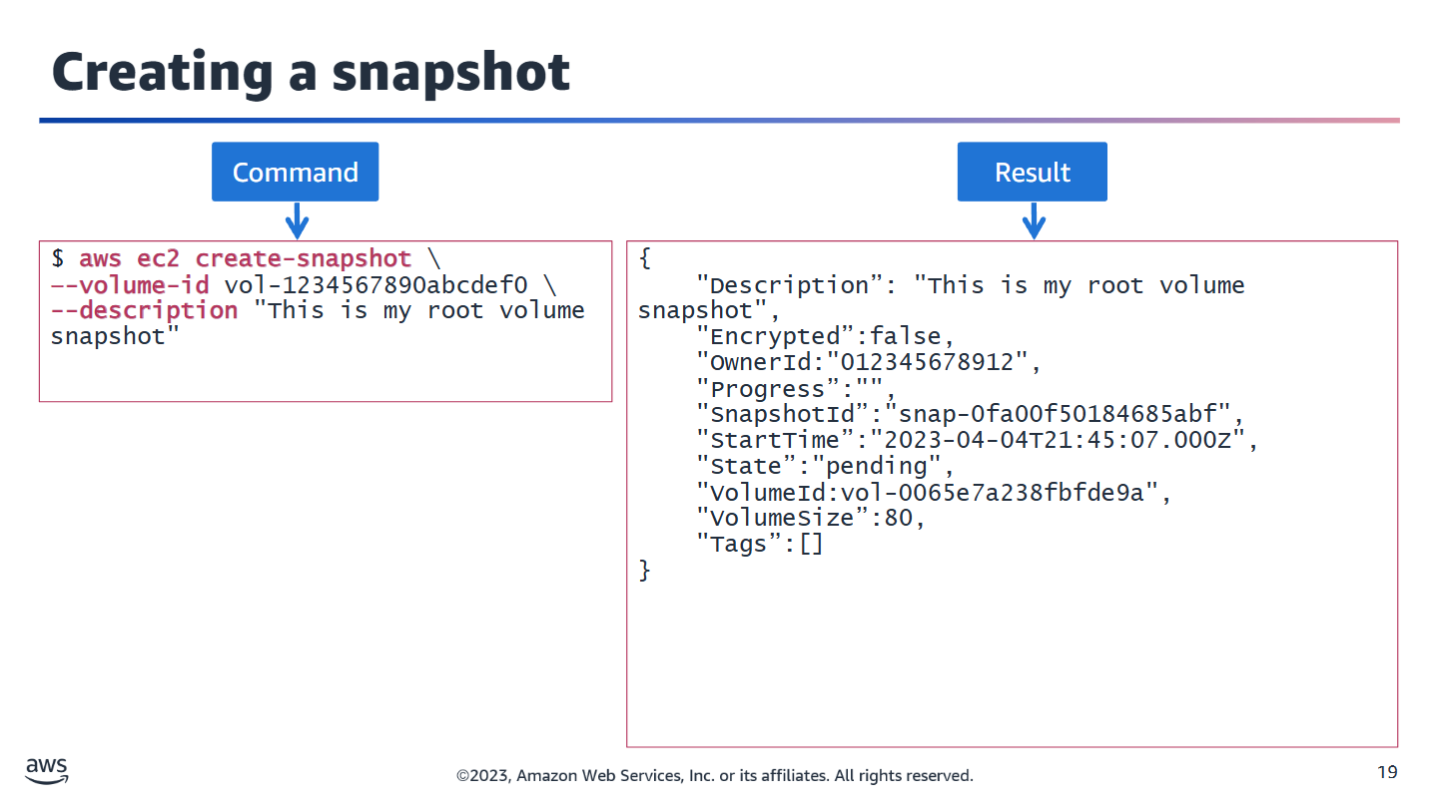 Creating a snapshot
Command
$ aws ec2 create-snapshot \
--volume-id vol-1234567890abcdef0 \
--description "This is my root volume
snapshot"
Result
{
    "Description”: "This is my root volume
snapshot",
    "Encrypted”:false,
    "OwnerId:"012345678912",
    "Progress”:"",
    "SnapshotId”:"snap-0fa00f50184685abf",
    "StartTime”:"2023-04-04T21:45:07.000Z",
    "State”:"pending",
    "VolumeId:vol-0065e7a238fbfde9a",
    "VolumeSize”:80,
    "Tags”:[]
}
aws
©2023, Amazon Web Services, Inc. or its affiliates. All rights reserved.
19